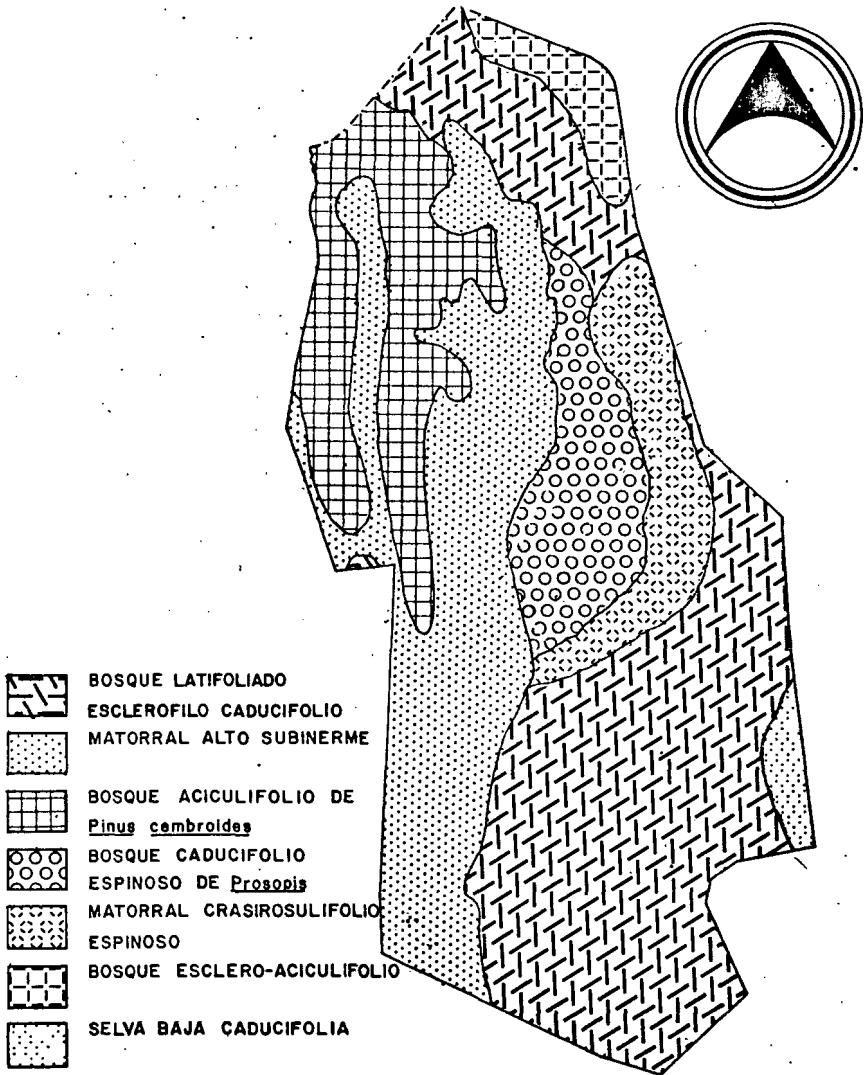 BOSQUE LATIFOLIADO
ESCLEROFILO CADUCIFOLIO
MATORRAL ALTO SUBINERME
BOSQUE ACICULIFOLIO DE
Pinus cembroides
BOSQUE CADUCIFOLIO
ESPINOSO DE Prosopis
MATORRAL CRASIROSULIFOLIO
ESPINOSO
BOSQUE ESCLERO-ACICULIFOLIO
SELVA BAJA CADUCIFOLIA